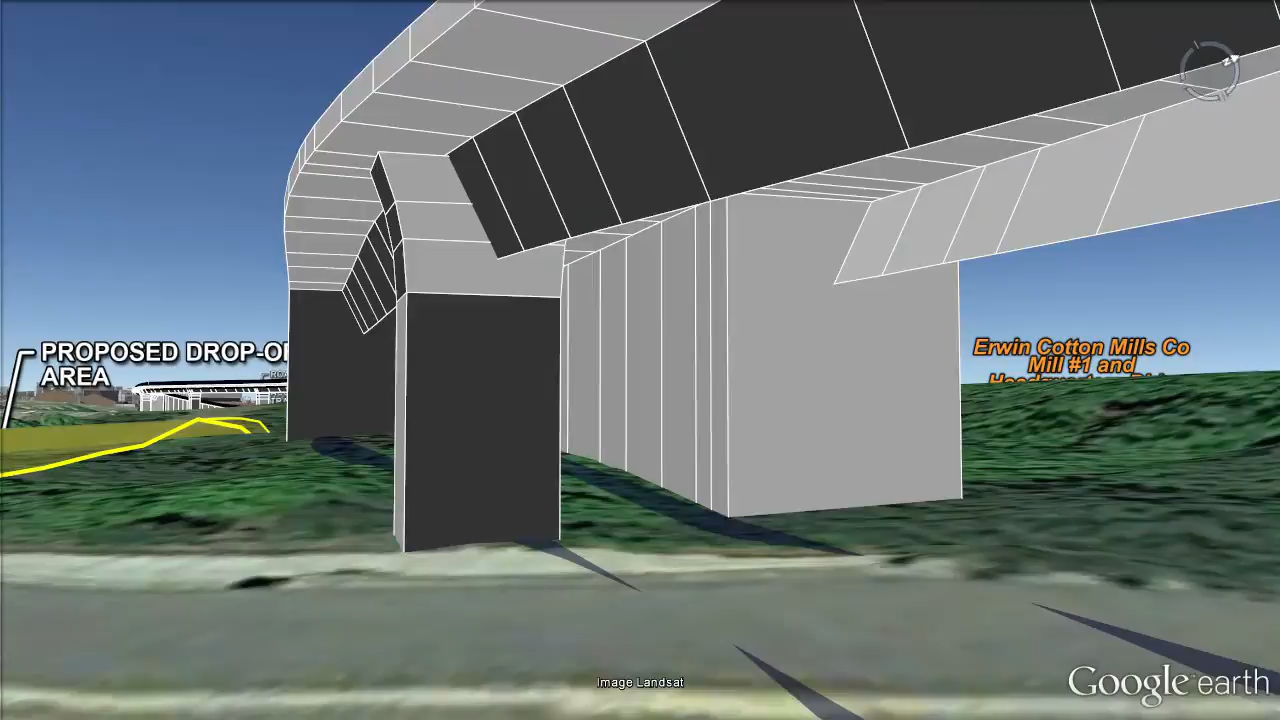 PROPOSED DROP-O
AREA
Erwin Cotton Mills Co
Mill #1 and
Image Landsat
Google earth